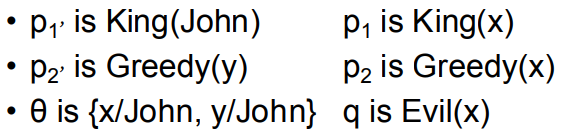 • p₁’ is King(John) p₁ is King(x)
• p₂’ is Greedy(y) p₂ is Greedy(x)
• θ is {x/John, y/John} q is Evil(x)